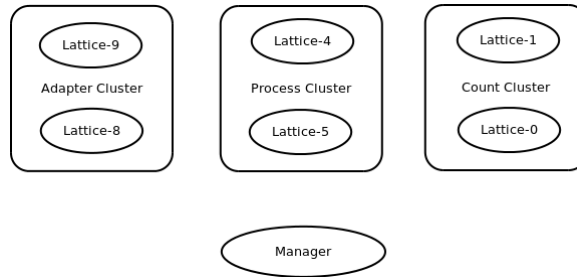 Lattice-9
Adapter Cluster
Lattice-8
Lattice-4
Process Cluster
Lattice-5
Lattice-1
Count Cluster
Lattice-0
Manager